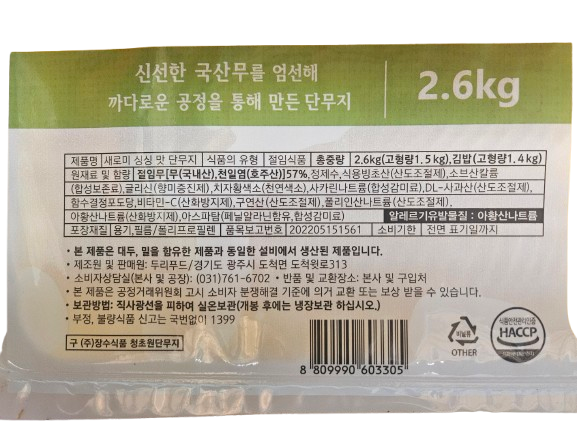 신선한 국산무를 엄선해
까다로운 공정을 통해 만든 단무지
2.6kg
제품명 새로미 싱싱 맛 단무지 식품의 유형 절임식품 총중량 2.6kg(고형량1.5kg),김밥(고형량1.4kg)
원재료 및 함량 절임무[무(국내산),천일염(호주산)]57%,정제수,식용빙초산(산도조절제),소브산칼륨
(합성보존료),글리신(향미증진제),치자황색소(천연색소),사카린나트륨(합성감미료),DL-사과산(산도조절제),
함수결정포도당,비타민-C(산화방지제),구연산(산도조절제),폴리인산나트륨(산도조절제),
아황산나트륨(산화방지제),아스파탐(페닐알라닌함유,합성감미료) 알레르기유발물질 : 아황산나트륨
포장재질 용기,필름/폴리프로필렌 품목보고번호 202205151561 소비기한 전면 표기일까지
• 본 제품은 대두, 밀을 함유한 제품과 동일한 설비에서 생산된 제품입니다.
• 제조원 및 판매원: 두리푸드/경기도 광주시 도척면 도척윗로313
• 소비자상담실(본사 및 공장): (031)761-6702 · 반품 및 교환장소: 본사 및 구입처
• 본 제품은 공정거래위원회 고시 소비자 분쟁해결 기준에 의거 교환 또는 보상 받을 수 있습니다.
• 보관방법: 직사광선을 피하여 실온보관(개봉 후에는 냉장보관 하십시오.)
• 부정, 불량식품 신고는 국번없이 1399
구 (주)장수식품 청초원단무지
8 809990 603305
비닐류
OTHER
HACCP